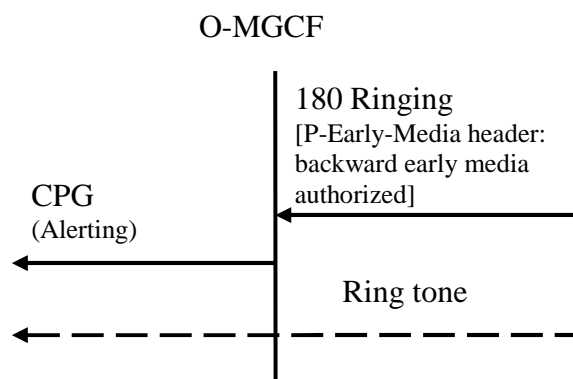 O-MGCF
180 Ringing
[P-Early-Media header:
backward early media
authorized]
CPG
(Alerting)
Ring tone